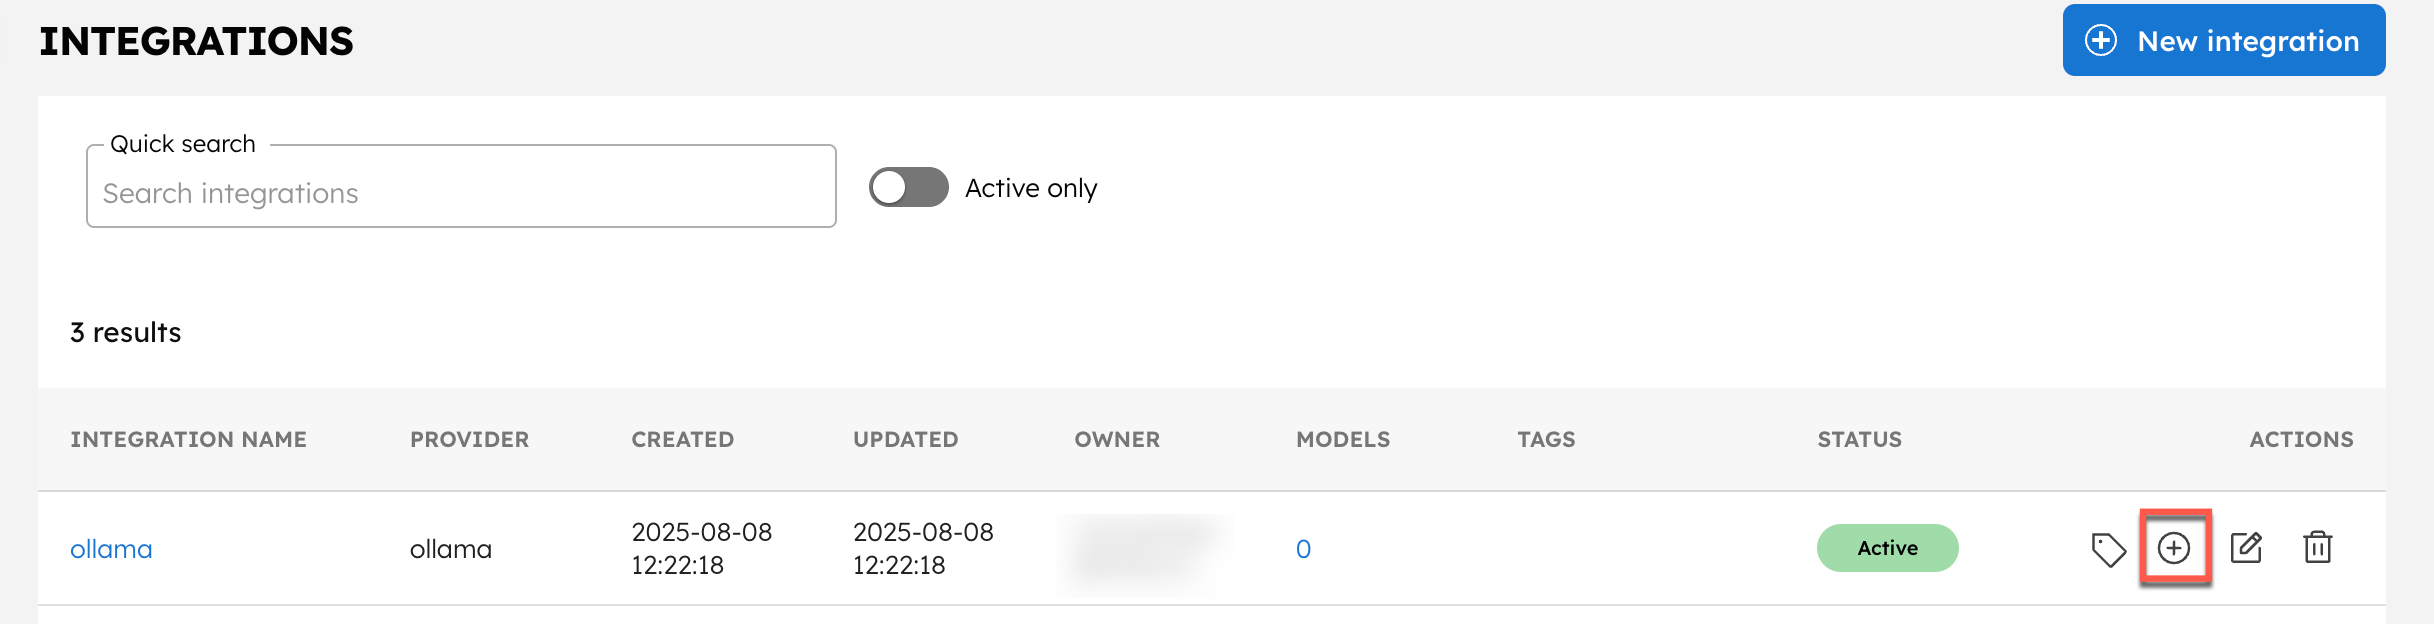 INTEGRATIONS
New integration
Quick search
Search integrations
Active only
3 results
INTEGRATION NAME PROVIDER CREATED UPDATED OWNER MODELS TAGS STATUS ACTIONS
ollama ollama 2025-08-08 12:22:18 2025-08-08 12:22:18 0 Active